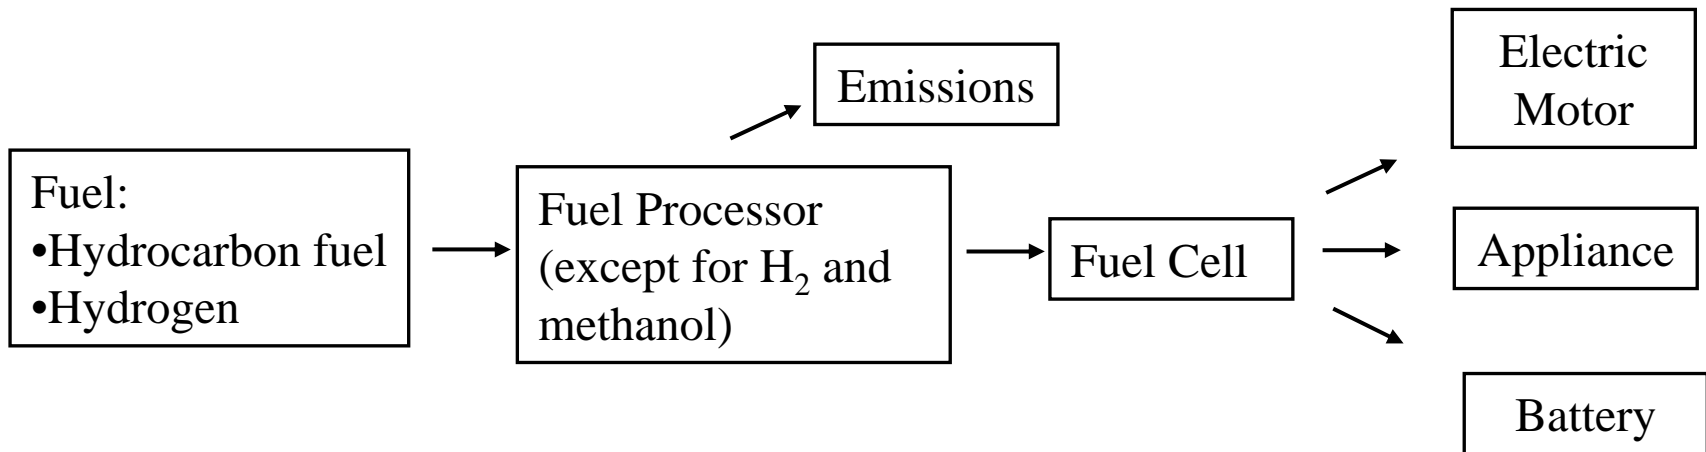 Fuel:
•Hydrocarbon fuel
•Hydrogen
Emissions
Fuel Processor
(except for H₂ and
methanol)
Fuel Cell
Electric
Motor
Appliance
Battery